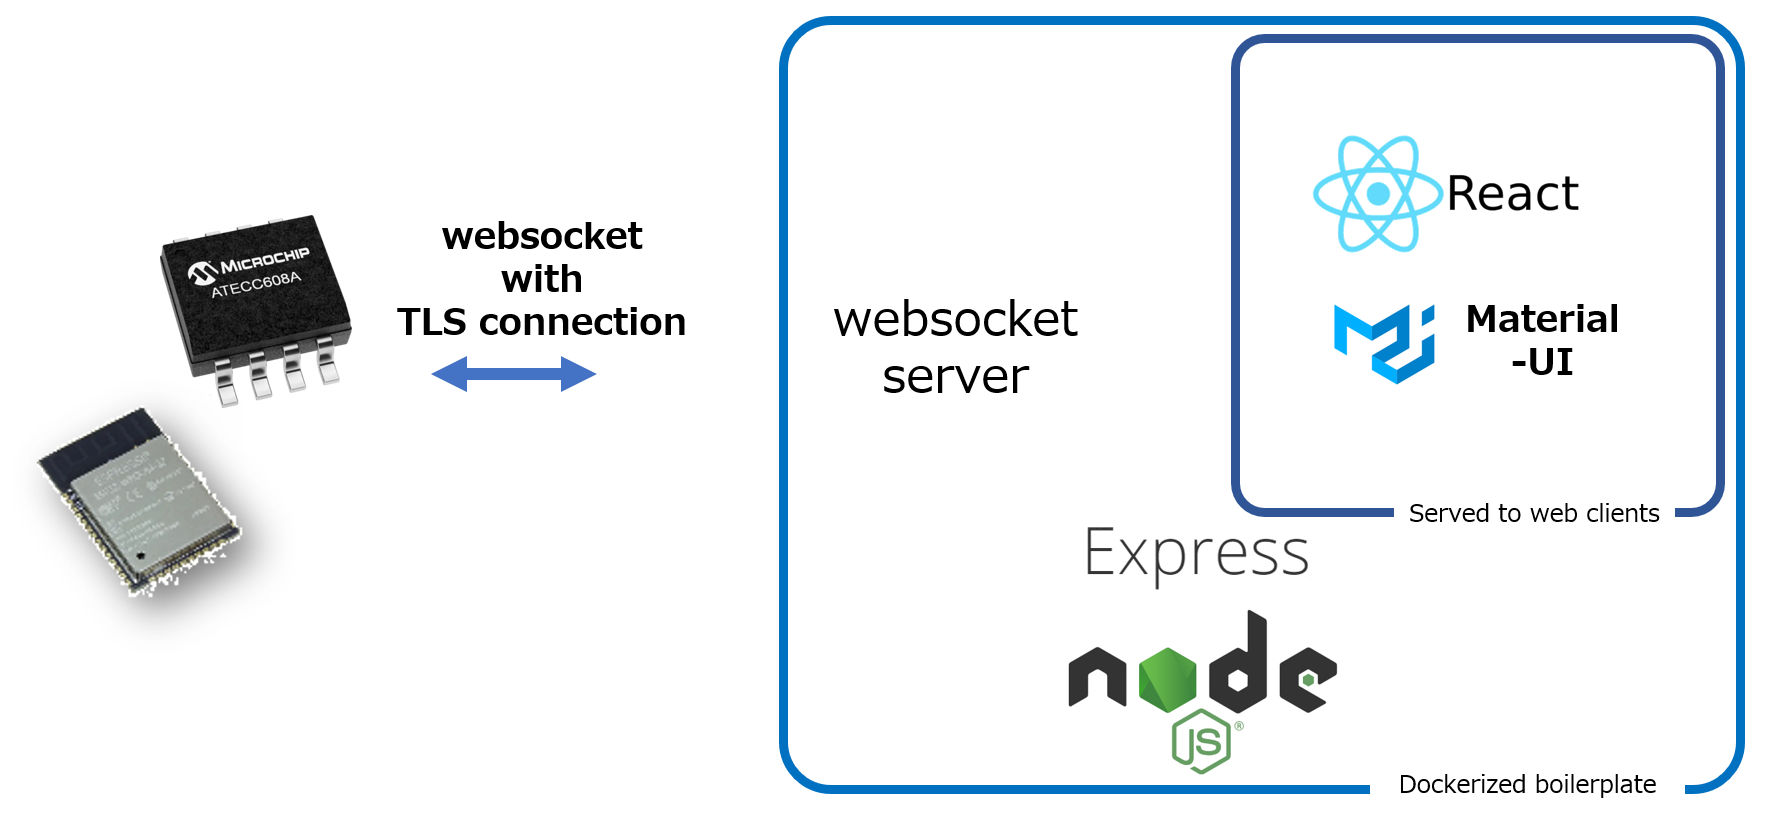 MICROCHIP
ATECC608A
websocket
with
TLS connection
websocket
server
React
Material
-UI
Served to web clients
Express
node
JS®
Dockerized boilerplate